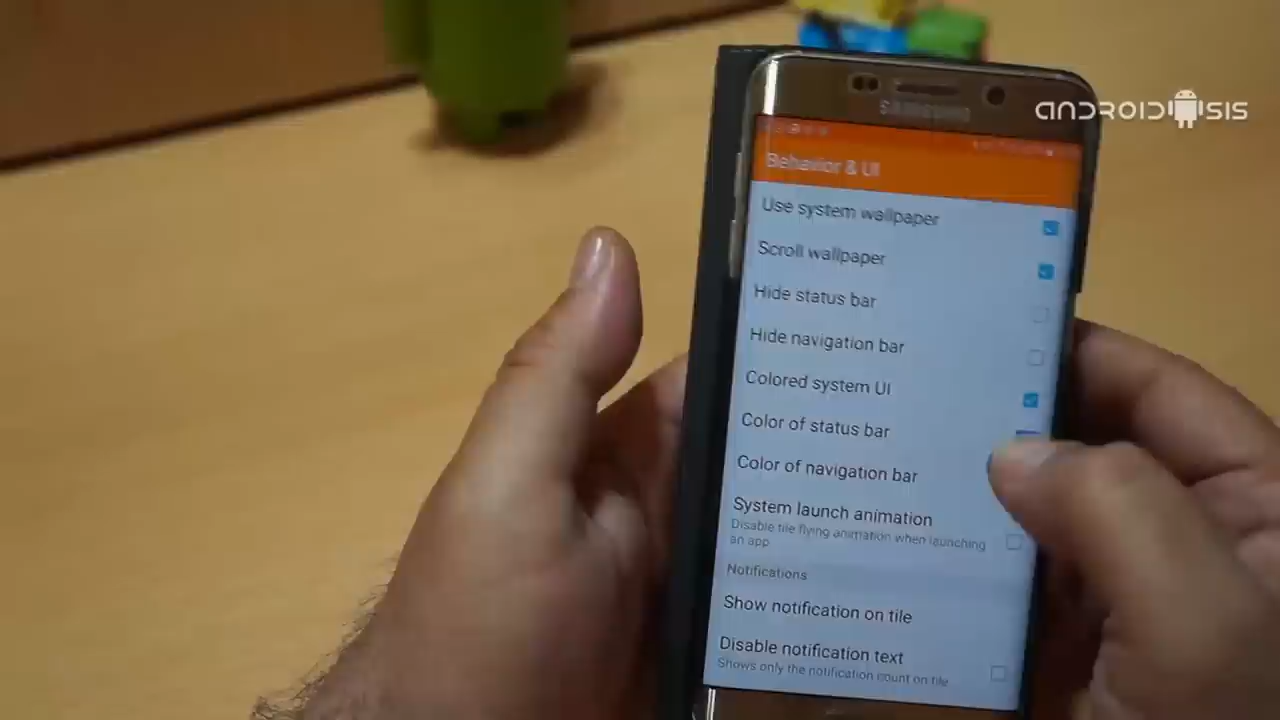 ANDROIDSIS
SAMSUNG
Behavior & UI
Use system wallpaper
Scroll wallpaper
Hide status bar
Hide navigation bar
Colored system UI
Color of status bar
Color of navigation bar
System launch animation
Disable tile flying animation when launching
an app
Notifications
Show notification on tile
Disable notification text
Shows only the notification count on tile